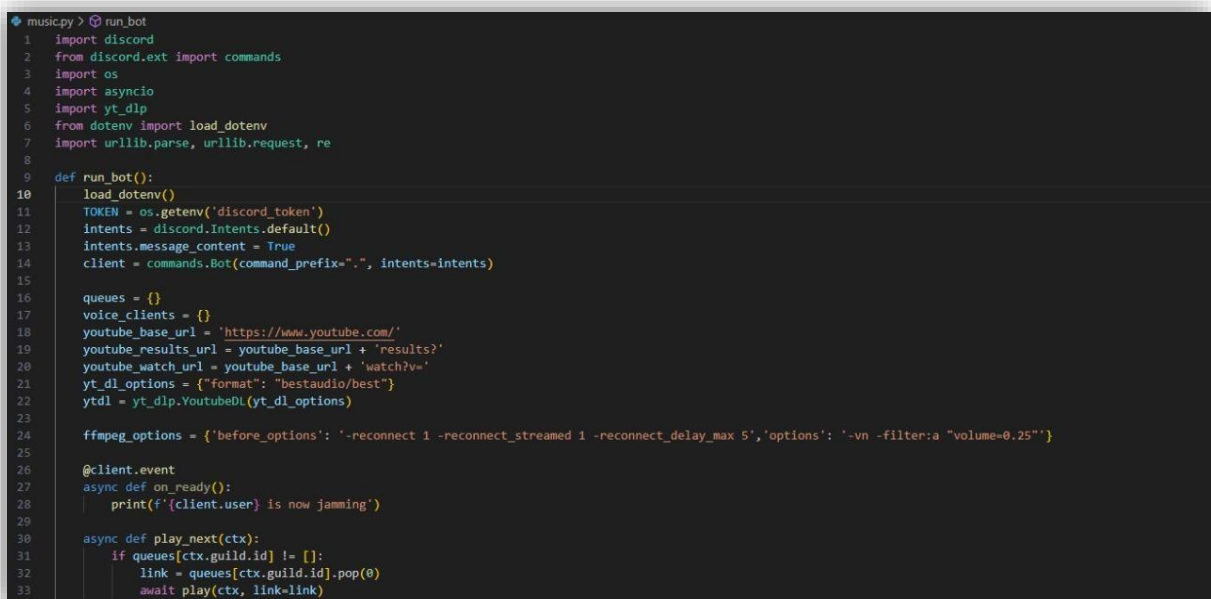 music.py > run_bot
1 import discord
2 from discord.ext import commands
3 import os
4 import asyncio
5 import yt_dlp
6 from dotenv import load_dotenv
7 import urllib.parse, urllib.request, re
8
9 def run_bot():
10     load_dotenv()
11     TOKEN = os.getenv('discord_token')
12     intents = discord.Intents.default()
13     intents.message_content = True
14     client = commands.Bot(command_prefix=".", intents=intents)
15
16     queues = {}
17     voice_clients = {}
18     youtube_base_url = 'https://www.youtube.com/'
19     youtube_results_url = youtube_base_url + 'results?'
20     youtube_watch_url = youtube_base_url + 'watch?v='
21     yt_dl_options = {"format": "bestaudio/best"}
22     ytdl = yt_dlp.YoutubeDL(yt_dl_options)
23
24     ffmpeg_options = {'before_options': '-reconnect 1 -reconnect_streamed 1 -reconnect_delay_max 5','options': '-vn -filter:a "volume=0.25"'}
25
26     @client.event
27     async def on_ready():
28         print(f'{client.user} is now jamming')
29
30     async def play_next(ctx):
31         if queues[ctx.guild.id] != []:
32             link = queues[ctx.guild.id].pop(0)
33             await play(ctx, link=link)